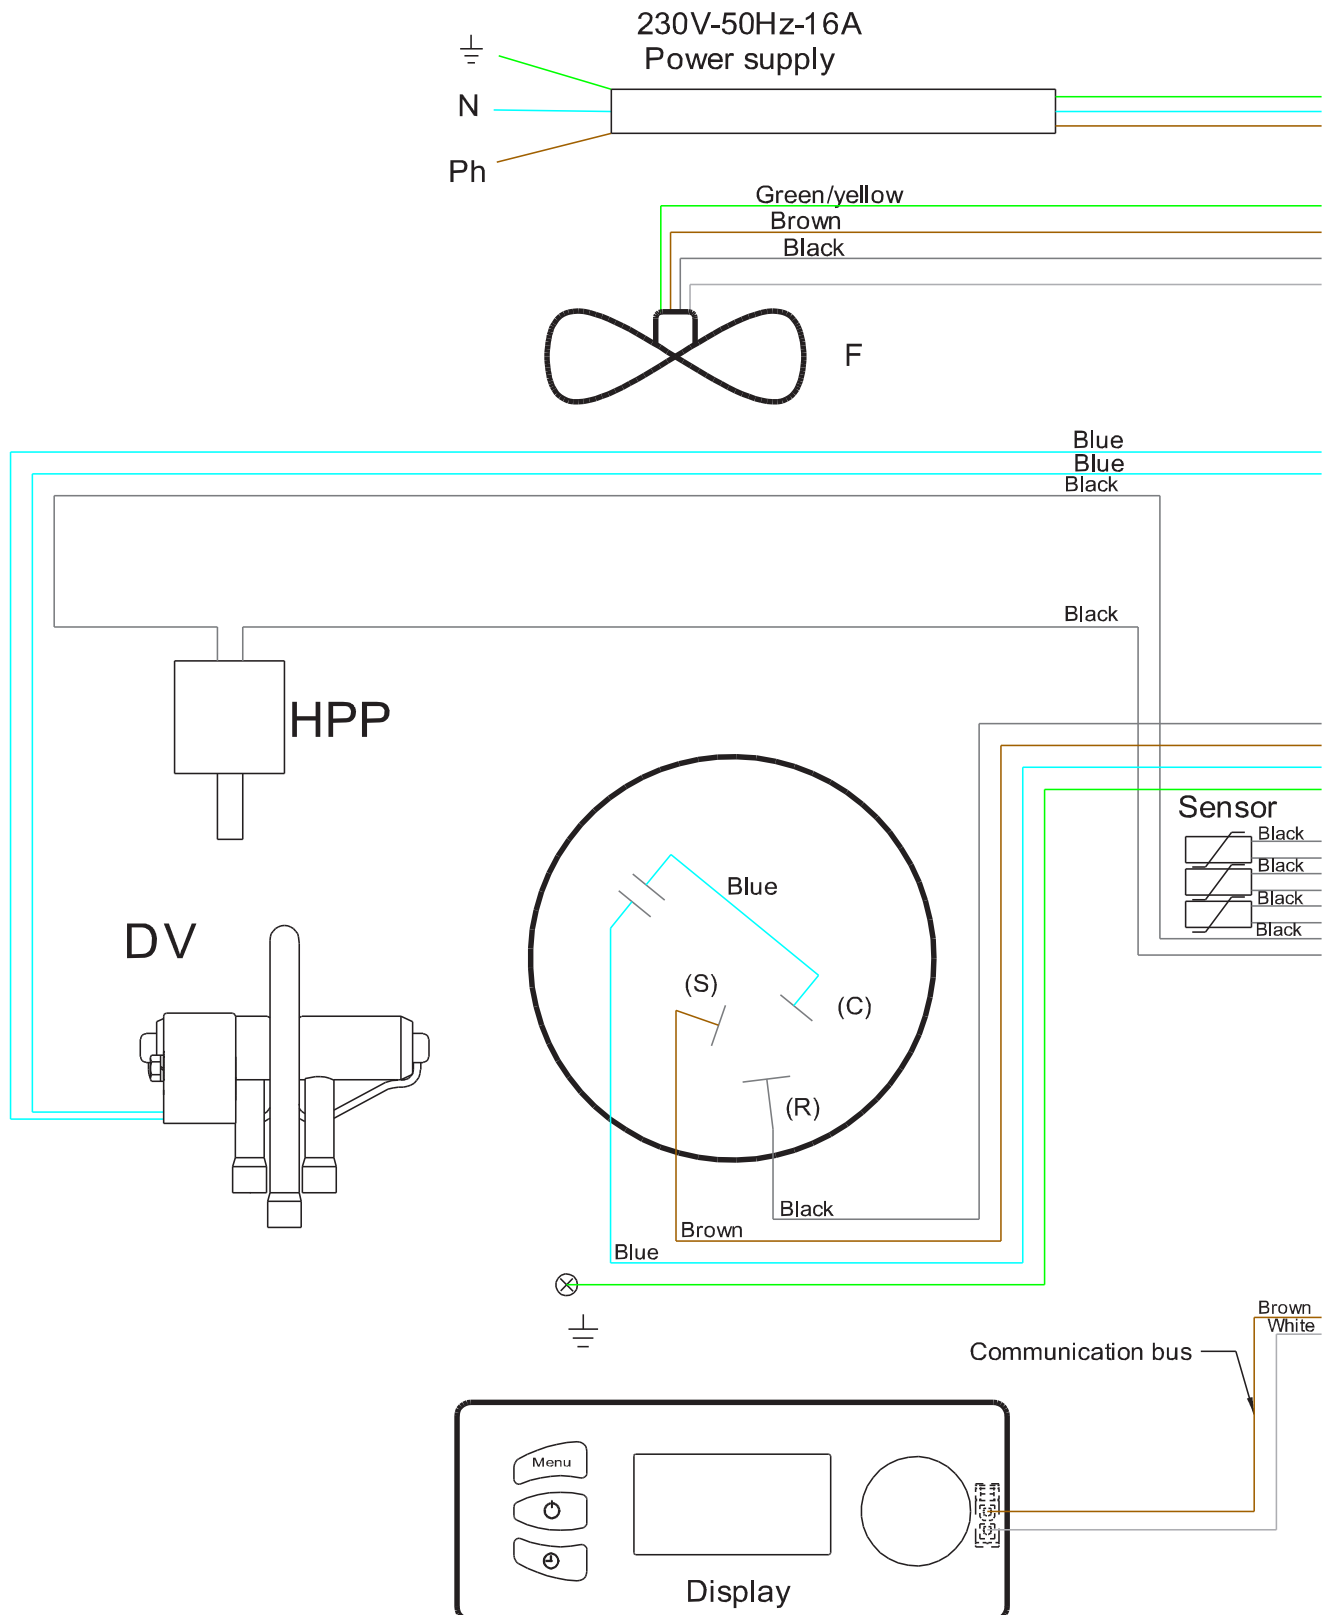 230V-50Hz-16A
Power supply
N
Ph
Green/yellow
Brown
Black
F
Blue
Blue
Black
Black
HPP
Sensor
Black
Black
Black
Black
Blue
DV
(S)
(C)
(R)
Black
Brown
Blue
Brown
White
Communication bus
Menu
Display